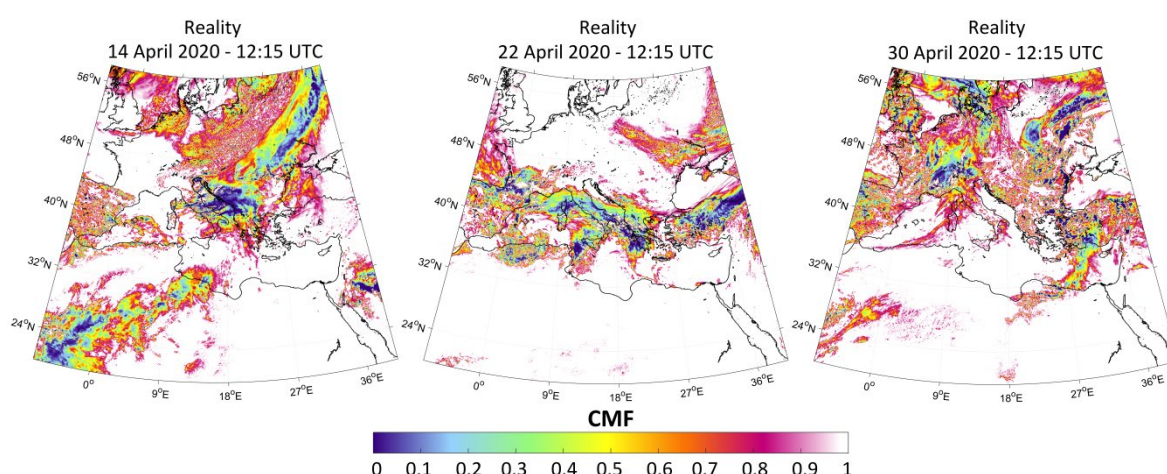 Reality
14 April 2020 - 12:15 UTC
Reality
22 April 2020 - 12:15 UTC
Reality
30 April 2020 - 12:15 UTC
56°N
48°N
40°N
32°N
24°N
0°
9°E
18°E
27°E
36°E
56°N
48°N
40°N
32°N
24°N
0°
9°E
18°E
27°E
36°E
56°N
48°N
40°N
32°N
24°N
0°
9°E
18°E
27°E
36°E
CMF
0 0.1 0.2 0.3 0.4 0.5 0.6 0.7 0.8 0.9 1